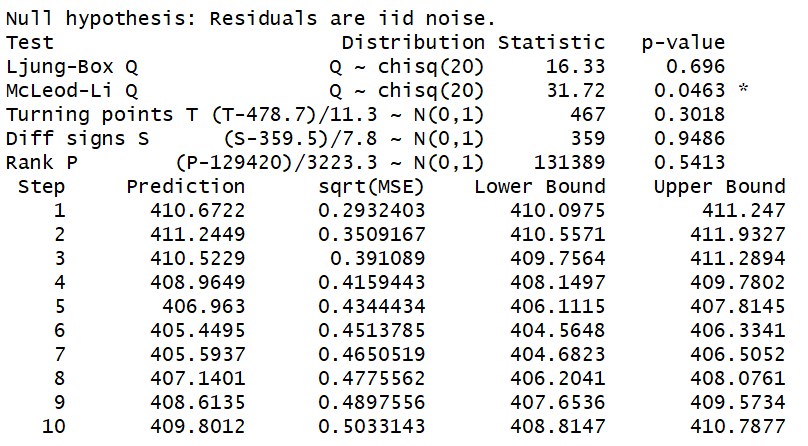 Null hypothesis: Residuals are iid noise.
Test Distribution Statistic p-value
Ljung-Box Q Q ~ chisq(20) 16.33 0.696
McLeod-Li Q Q ~ chisq(20) 31.72 0.0463 *
Turning points T (T-478.7)/11.3 ~ N(0,1) 467 0.3018
Diff signs S (S-359.5)/7.8 ~ N(0,1) 359 0.9486
Rank P (P-129420)/3223.3 ~ N(0,1) 131389 0.5413
Step Prediction sqrt(MSE) Lower Bound Upper Bound
1 410.6722 0.2932403 410.0975 411.247
2 411.2449 0.3509167 410.5571 411.9327
3 410.5229 0.391089 409.7564 411.2894
4 408.9649 0.4159443 408.1497 409.7802
5 406.963 0.4344434 406.1115 407.8145
6 405.4495 0.4513785 404.5648 406.3341
7 405.5937 0.4650519 404.6823 406.5052
8 407.1401 0.4775562 406.2041 408.0761
9 408.6135 0.4897556 407.6536 409.5734
10 409.8012 0.5033143 408.8147 410.7877